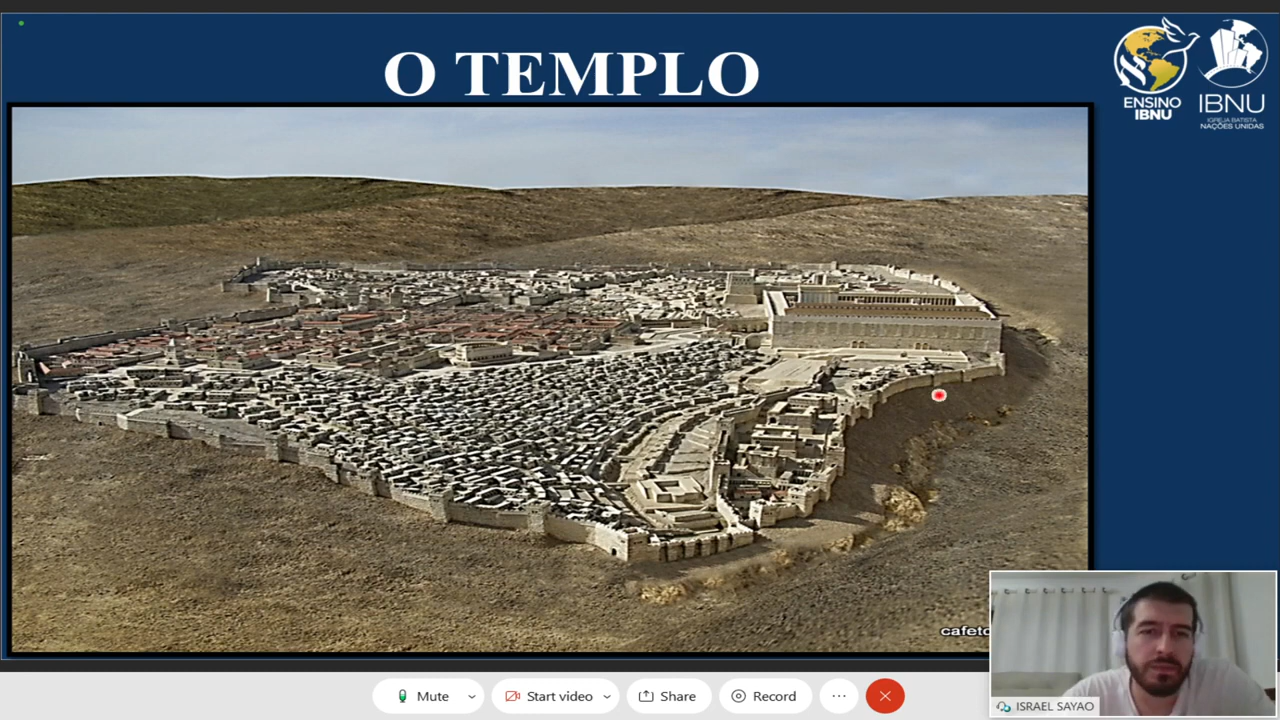 O TEMPLO
ENSINO
IBNU
IBNU
IGREJA BATISTA
NAÇÕES UNIDAS
cafeto
ISRAEL SAYAO
Mute
Start video
Share
Record